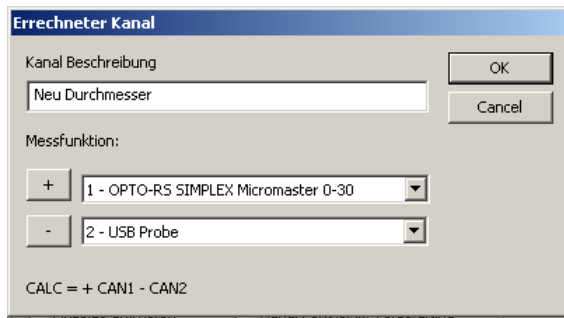 Errechneter Kanal
Kanal Beschreibung
OK
Neu Durchmesser
Cancel
Messfunktion:
+ 1 - OPTO-RS SIMPLEX Micromaster 0-30
- 2 - USB Probe
CALC = + CAN1 - CAN2